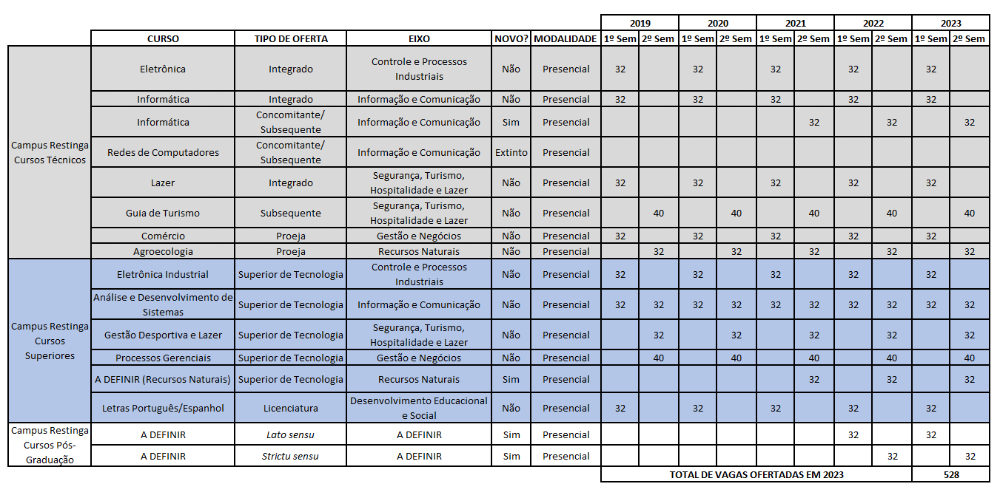 2019 2020 2021 2022 2023
CURSO TIPO DE OFERTA EIXO NOVO? MODALIDADE 1º Sem 2º Sem 1º Sem 2º Sem 1º Sem 2º Sem 1º Sem 2º Sem 1º Sem 2º Sem
Campus Restinga
Cursos Técnicos
Eletrônica Integrado Controle e Processos
Industriais Não Presencial 32 32 32 32 32
Informática Integrado Informação e Comunicação Não Presencial 32 32 32 32 32
Informática Concomitante/
Subsequente Informação e Comunicação Sim Presencial 32 32 32
Redes de Computadores Concomitante/
Subsequente Informação e Comunicação Extinto Presencial
Lazer Integrado Segurança, Turismo,
Hospitalidade e Lazer Não Presencial 32 32 32 32 32
Guia de Turismo Subsequente Segurança, Turismo,
Hospitalidade e Lazer Não Presencial 40 40 40 40 40
Comércio Proeja Gestão e Negócios Não Presencial 32 32 32 32 32
Agroecologia Proeja Recursos Naturais Não Presencial 32 32 32 32 32
Campus Restinga
Cursos
Superiores
Eletrônica Industrial Superior de Tecnologia Controle e Processos
Industriais Não Presencial 32 32 32 32 32
Análise e Desenvolvimento de
Sistemas Superior de Tecnologia Informação e Comunicação Não Presencial 32 32 32 32 32 32 32 32 32 32
Gestão Desportiva e Lazer Superior de Tecnologia Segurança, Turismo,
Hospitalidade e Lazer Não Presencial 32 32 32 32 32
Processos Gerenciais Superior de Tecnologia Gestão e Negócios Não Presencial 40 40 40 40 40
A DEFINIR (Recursos Naturais) Superior de Tecnologia Recursos Naturais Sim Presencial 32 32 32
Letras Português/Espanhol Licenciatura Desenvolvimento Educacional
e Social Não Presencial 32 32 32 32 32
Campus Restinga
Cursos Pós-
Graduação
A DEFINIR Lato sensu A DEFINIR Sim Presencial 32 32
A DEFINIR Strictu sensu A DEFINIR Sim Presencial 32 32
TOTAL DE VAGAS OFERTADAS EM 2023 528